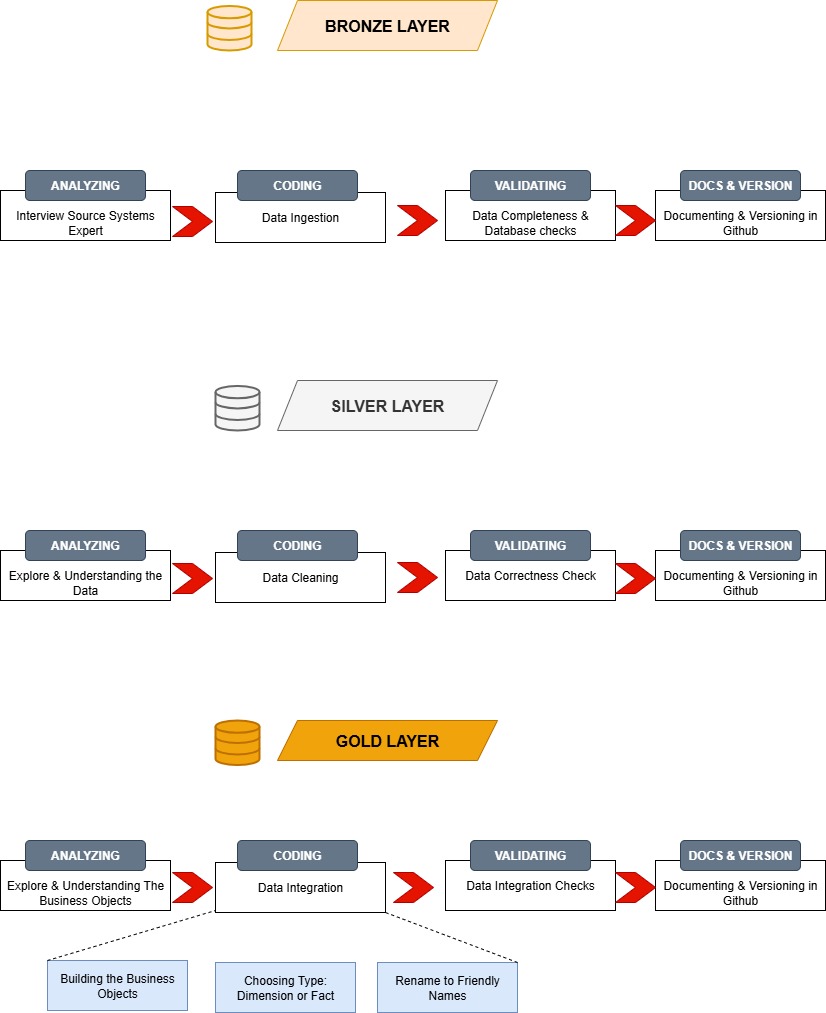 BRONZE LAYER
ANALYZING
Interview Source Systems
Expert
CODING
Data Ingestion
VALIDATING
Data Completeness &
Database checks
DOCS & VERSION
Documenting & Versioning in
Github
SILVER LAYER
ANALYZING
Explore & Understanding the
Data
CODING
Data Cleaning
VALIDATING
Data Correctness Check
DOCS & VERSION
Documenting & Versioning in
Github
GOLD LAYER
ANALYZING
Explore & Understanding The
Business Objects
CODING
Data Integration
VALIDATING
Data Integration Checks
DOCS & VERSION
Documenting & Versioning in
Github
Building the Business
Objects
Choosing Type:
Dimension or Fact
Rename to Friendly
Names